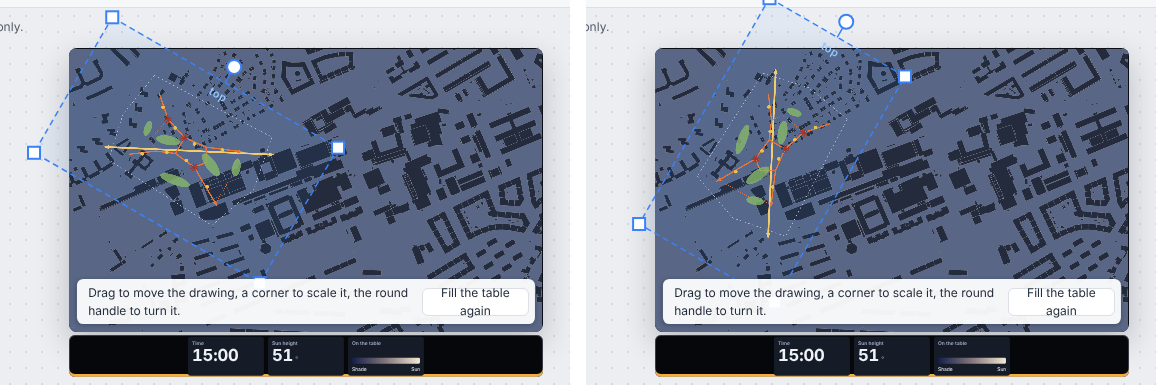 only.
top
Drag to move the drawing, a corner to scale it, the round
handle to turn it.
Fill the table
again
Time
15:00
Sun height
51 °
On the table
Shade
Sun
only.
top
Drag to move the drawing, a corner to scale it, the round
handle to turn it.
Fill the table
again
Time
15:00
Sun height
51 °
On the table
Shade
Sun